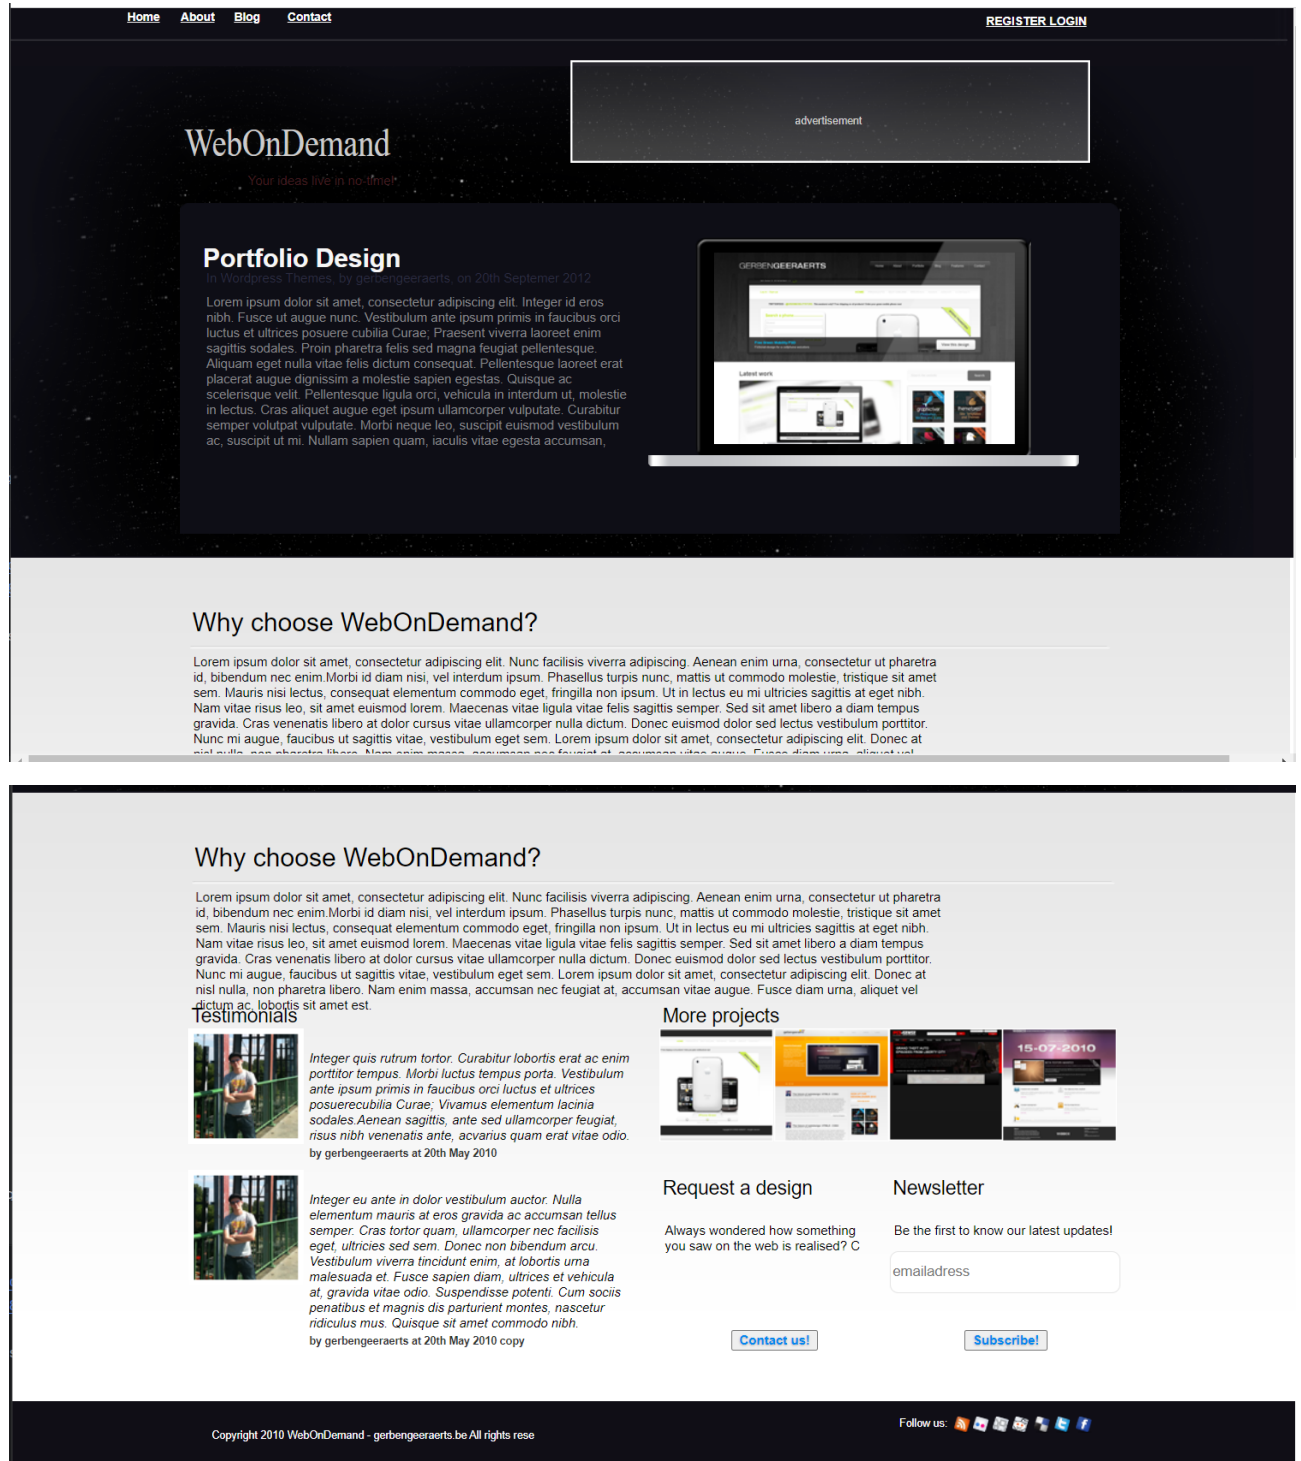 Home About Blog Contact
REGISTER LOGIN
advertisement
WebOnDemand
Your ideas live in no-time!
Portfolio Design
In Wordpress Themes, by gerbengeeraerts, on 20th Septemer 2012
Lorem ipsum dolor sit amet, consectetur adipiscing elit. Integer id eros
nibh. Fusce ut augue nunc. Vestibulum ante ipsum primis in faucibus orci
luctus et ultrices posuere cubilia Curae; Praesent viverra laoreet enim
sagittis sodales. Proin pharetra felis sed magna feugiat pellentesque.
Aliquam eget nulla vitae felis dictum consequat. Pellentesque laoreet erat
placerat augue dignissim a molestie sapien egestas. Quisque ac
scelerisque velit. Pellentesque ligula orci, vehicula in interdum ut, molestie
in lectus. Cras aliquet augue eget ipsum ullamcorper vulputate. Curabitur
semper volutpat vulputate. Morbi neque leo, suscipit euismod vestibulum
ac, suscipit ut mi. Nullam sapien quam, iaculis vitae egesta accumsan,
GERBENGEERAERTS
Latest work
Why choose WebOnDemand?
Lorem ipsum dolor sit amet, consectetur adipiscing elit. Nunc facilisis viverra adipiscing. Aenean enim urna, consectetur ut pharetra
id, bibendum nec enim.Morbi id diam nisi, vel interdum ipsum. Phasellus turpis nunc, mattis ut commodo molestie, tristique sit amet
sem. Mauris nisi lectus, consequat elementum commodo eget, fringilla non ipsum. Ut in lectus eu mi ultricies sagittis at eget nibh.
Nam vitae risus leo, sit amet euismod lorem. Maecenas vitae ligula vitae felis sagittis semper. Sed sit amet libero a diam tempus
gravida. Cras venenatis libero at dolor cursus vitae ullamcorper nulla dictum. Donec euismod dolor sed lectus vestibulum porttitor.
Nunc mi augue, faucibus ut sagittis vitae, vestibulum eget sem. Lorem ipsum dolor sit amet, consectetur adipiscing elit. Donec at
nisl nulla, non pharetra libero. Nam enim massa, accumsan nec feugiat at, accumsan vitae augue. Fusce diam urna, aliquet vel
Why choose WebOnDemand?
Lorem ipsum dolor sit amet, consectetur adipiscing elit. Nunc facilisis viverra adipiscing. Aenean enim urna, consectetur ut pharetra
id, bibendum nec enim.Morbi id diam nisi, vel interdum ipsum. Phasellus turpis nunc, mattis ut commodo molestie, tristique sit amet
sem. Mauris nisi lectus, consequat elementum commodo eget, fringilla non ipsum. Ut in lectus eu mi ultricies sagittis at eget nibh.
Nam vitae risus leo, sit amet euismod lorem. Maecenas vitae ligula vitae felis sagittis semper. Sed sit amet libero a diam tempus
gravida. Cras venenatis libero at dolor cursus vitae ullamcorper nulla dictum. Donec euismod dolor sed lectus vestibulum porttitor.
Nunc mi augue, faucibus ut sagittis vitae, vestibulum eget sem. Lorem ipsum dolor sit amet, consectetur adipiscing elit. Donec at
nisl nulla, non pharetra libero. Nam enim massa, accumsan nec feugiat at, accumsan vitae augue. Fusce diam urna, aliquet vel
dictum ac, lobortis sit amet est.
Testimonials
Integer quis rutrum tortor. Curabitur lobortis erat ac enim
porttitor tempus. Morbi luctus tempus porta. Vestibulum
ante ipsum primis in faucibus orci luctus et ultrices
posuerecubilia Curae; Vivamus elementum lacinia
sodales.Aenean sagittis, ante sed ullamcorper feugiat,
risus nibh venenatis ante, acvarius quam erat vitae odio.
by gerbengeeraerts at 20th May 2010
Integer eu ante in dolor vestibulum auctor. Nulla
elementum mauris at eros gravida ac accumsan tellus
semper. Cras tortor quam, ullamcorper nec facilisis
eget, ultricies sed sem. Donec non bibendum arcu.
Vestibulum viverra tincidunt enim, at lobortis urna
malesuada et. Fusce sapien diam, ultrices et vehicula
at, gravida vitae odio. Suspendisse potenti. Cum sociis
penatibus et magnis dis parturient montes, nascetur
ridiculus mus. Quisque sit amet commodo nibh.
by gerbengeeraerts at 20th May 2010 copy
More projects
15-07-2010
Request a design
Always wondered how something
you saw on the web is realised? C
Contact us!
Newsletter
Be the first to know our latest updates!
emailadress
Subscribe!
Copyright 2010 WebOnDemand - gerbengeeraerts.be All rights rese
Follow us: